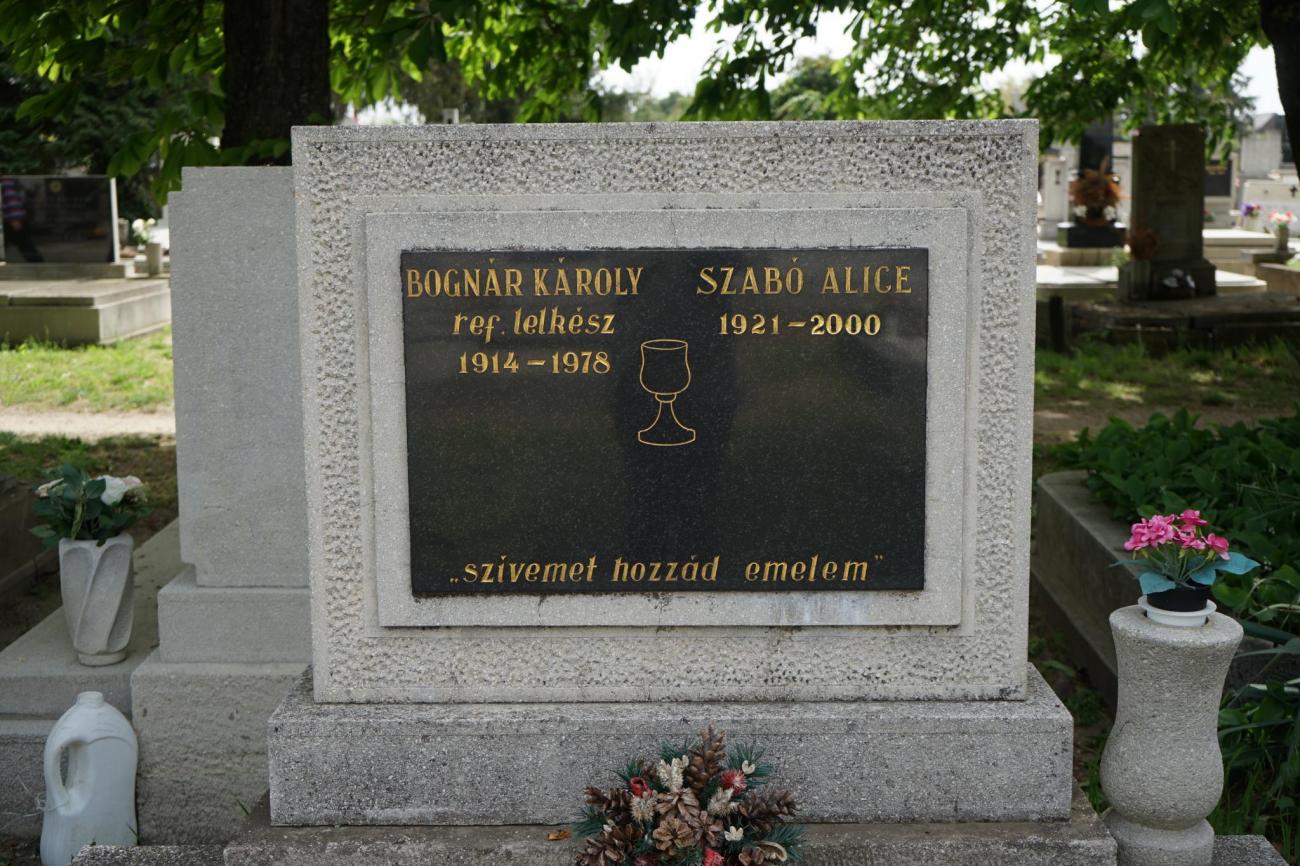 BOGNÁR KÁROLY
ref. lelkész
1914-1978
SZABÓ ALICE
1921-2000
„szivemet hozzád emelem”